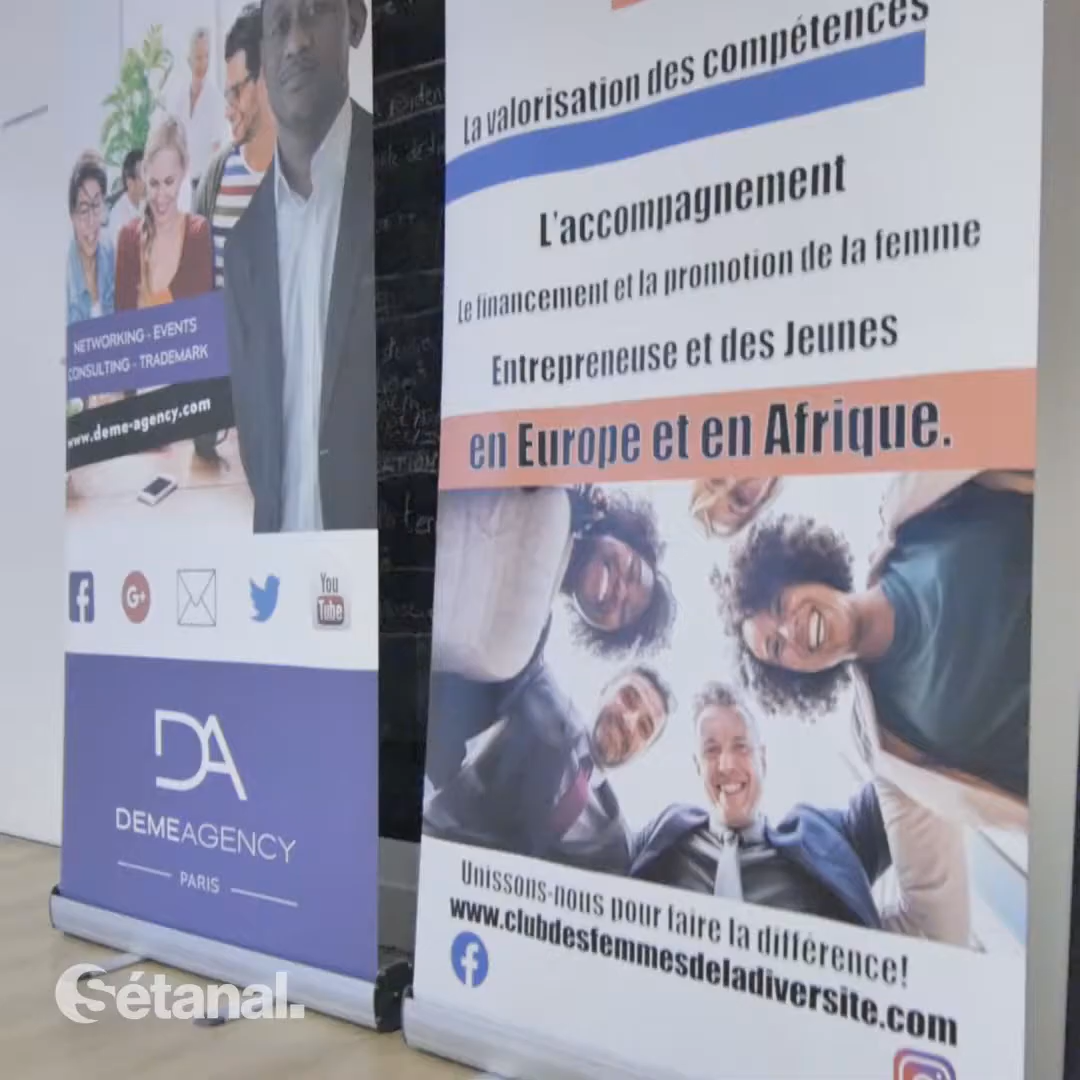 NETWORKING - EVENTS
CONSULTING - TRADEMARK
www.deme-agency.com
G+
You
Tube
DA
DEMEAGENCY
PARIS
La valorisation des compétences
L'accompagnement
Le financement et la promotion de la femme
Entrepreneuse et des Jeunes
en Europe et en Afrique.
Unissons-nous pour faire la différence!
www.clubdesfemmesdeladiversite.com
Sétanal.